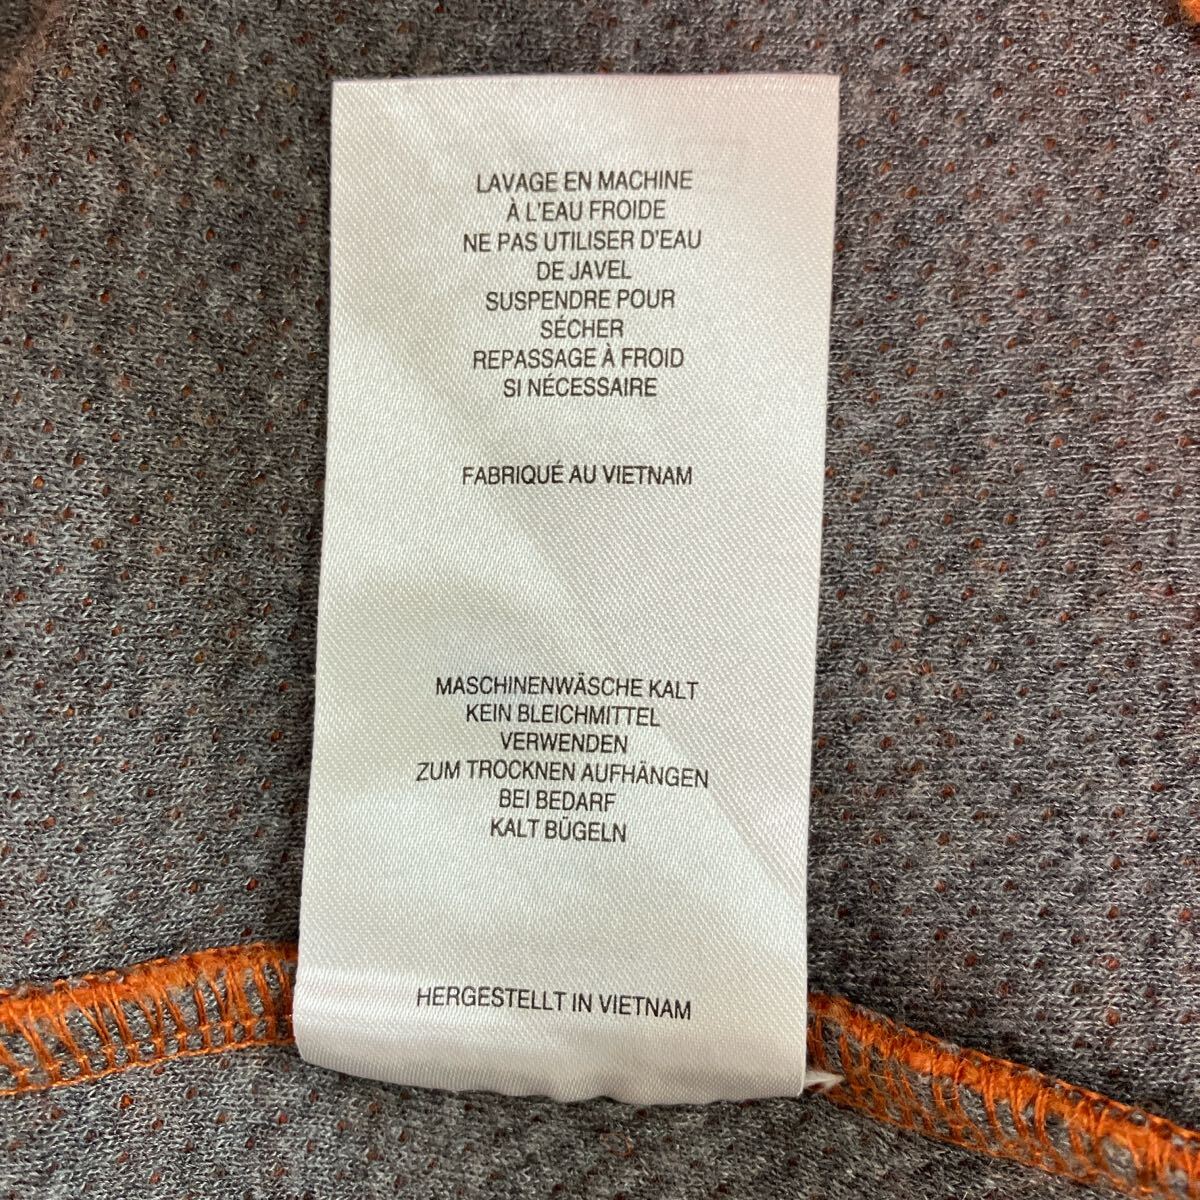 LAVAGE EN MACHINE
À L'EAU FROIDE
NE PAS UTILISER D'EAU
DE JAVEL
SUSPENDRE POUR
SÉCHER
REPASSAGE À FROID
SI NÉCESSAIRE
FABRIQUÉ AU VIETNAM
MASCHINENWÄSCHE KALT
KEIN BLEICHMITTEL
VERWENDEN
ZUM TROCKNEN AUFHÄNGEN
BEI BEDARF
KALT BÜGELN
HERGESTELLT IN VIETNAM